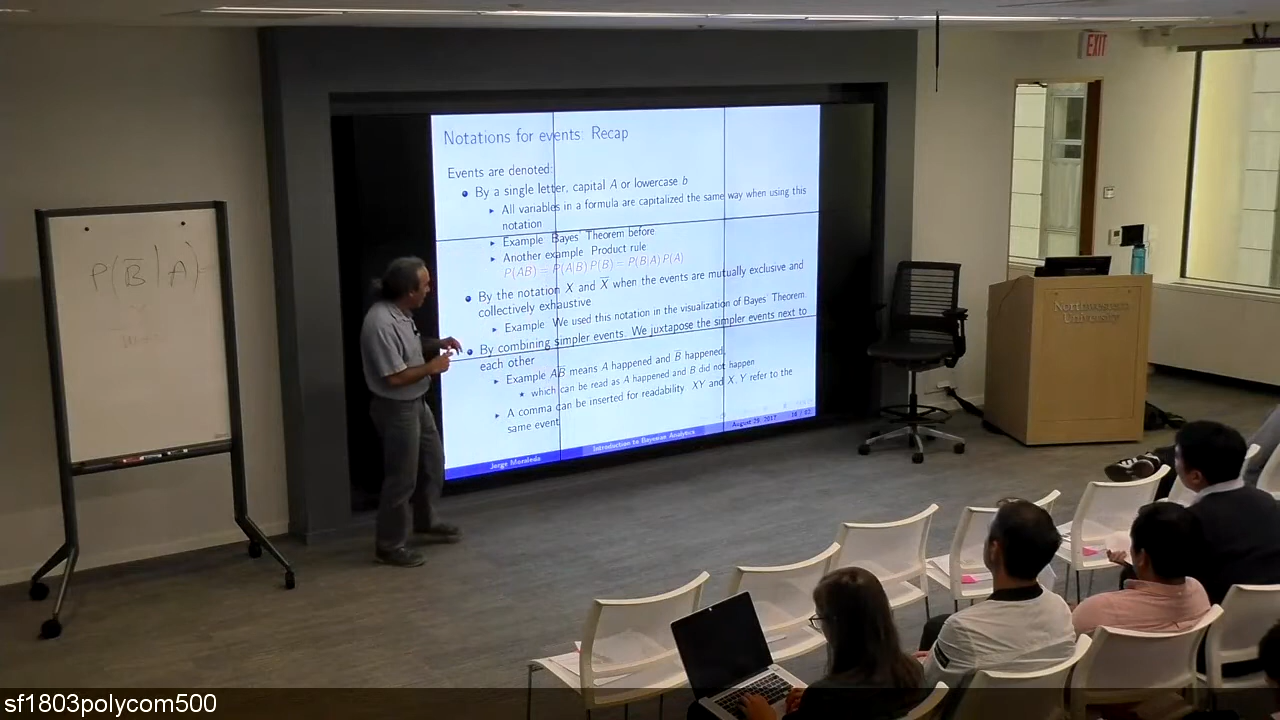 EXIT
Notations for events: Recap
Events are denoted:
By a single letter, capital A or lowercase b
All variables in a formula are capitalized the same way when using this
notation
Example Bayes' Theorem before
Another example Product rule
P(AB) = P(A|B)P(B) = P(B|A)P(A)
By the notation X and X̅ when the events are mutually exclusive and
collectively exhaustive
Example We used this notation in the visualization of Bayes' Theorem.
By combining simpler events. We juxtapose the simpler events next to
each other
Example AB̅ means A happened and B̅ happened,
which can be read as A happened and B did not happen
A comma can be inserted for readability XY and X, Y refer to the
same event
Jorge Moraleda
Introduction to Bayesian Analytics
August 29, 2017
P(B̅ | A) =
Northwestern
University
sf1803polycom500